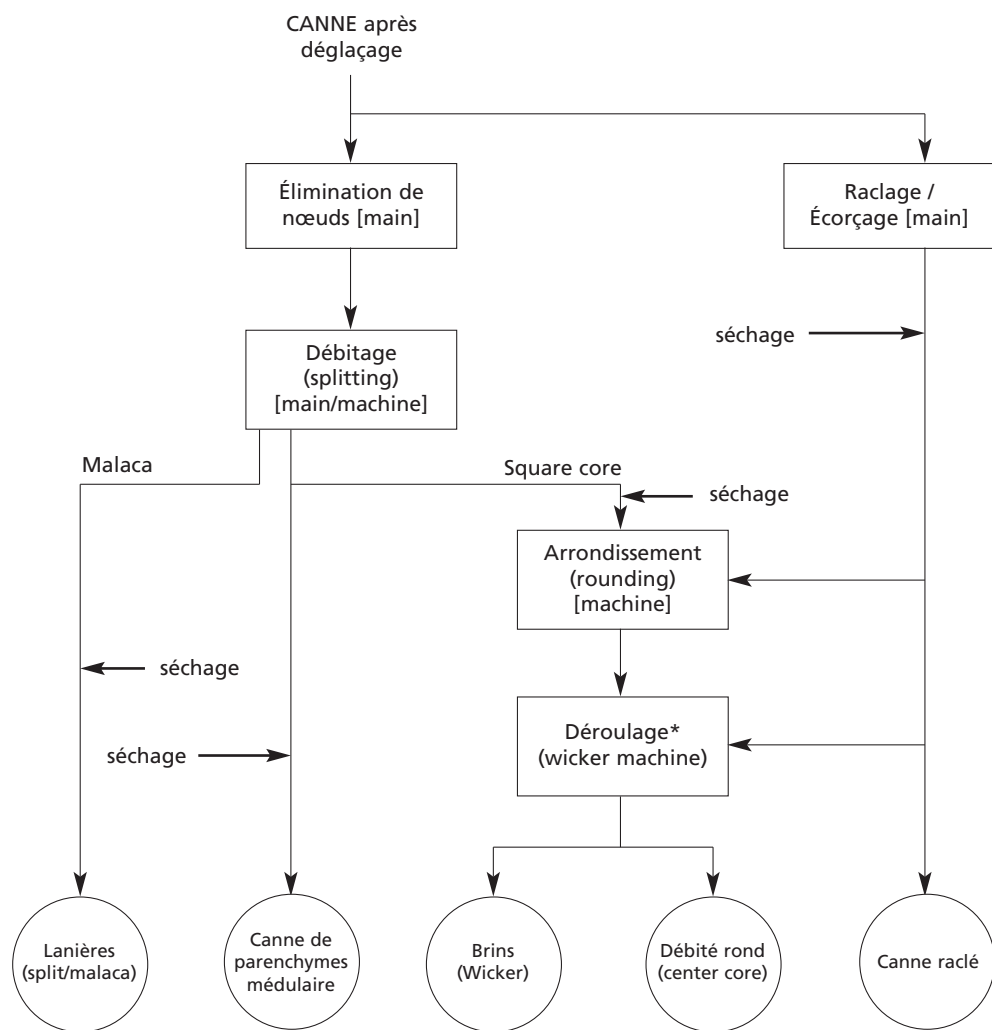 CANNE après
déglaçage
Élimination de
nœuds [main]
Raclage /
Écorçage [main]
séchage
Débitage
(splitting)
[main/machine]
Malaca
Square core
séchage
Arrondissement
(rounding)
[machine]
séchage
Déroulage*
(wicker machine)
séchage
Lanières
(split/malaca)
Canne de
parenchymes
médulaire
Brins
(Wicker)
Débité rond
(center core)
Canne raclé